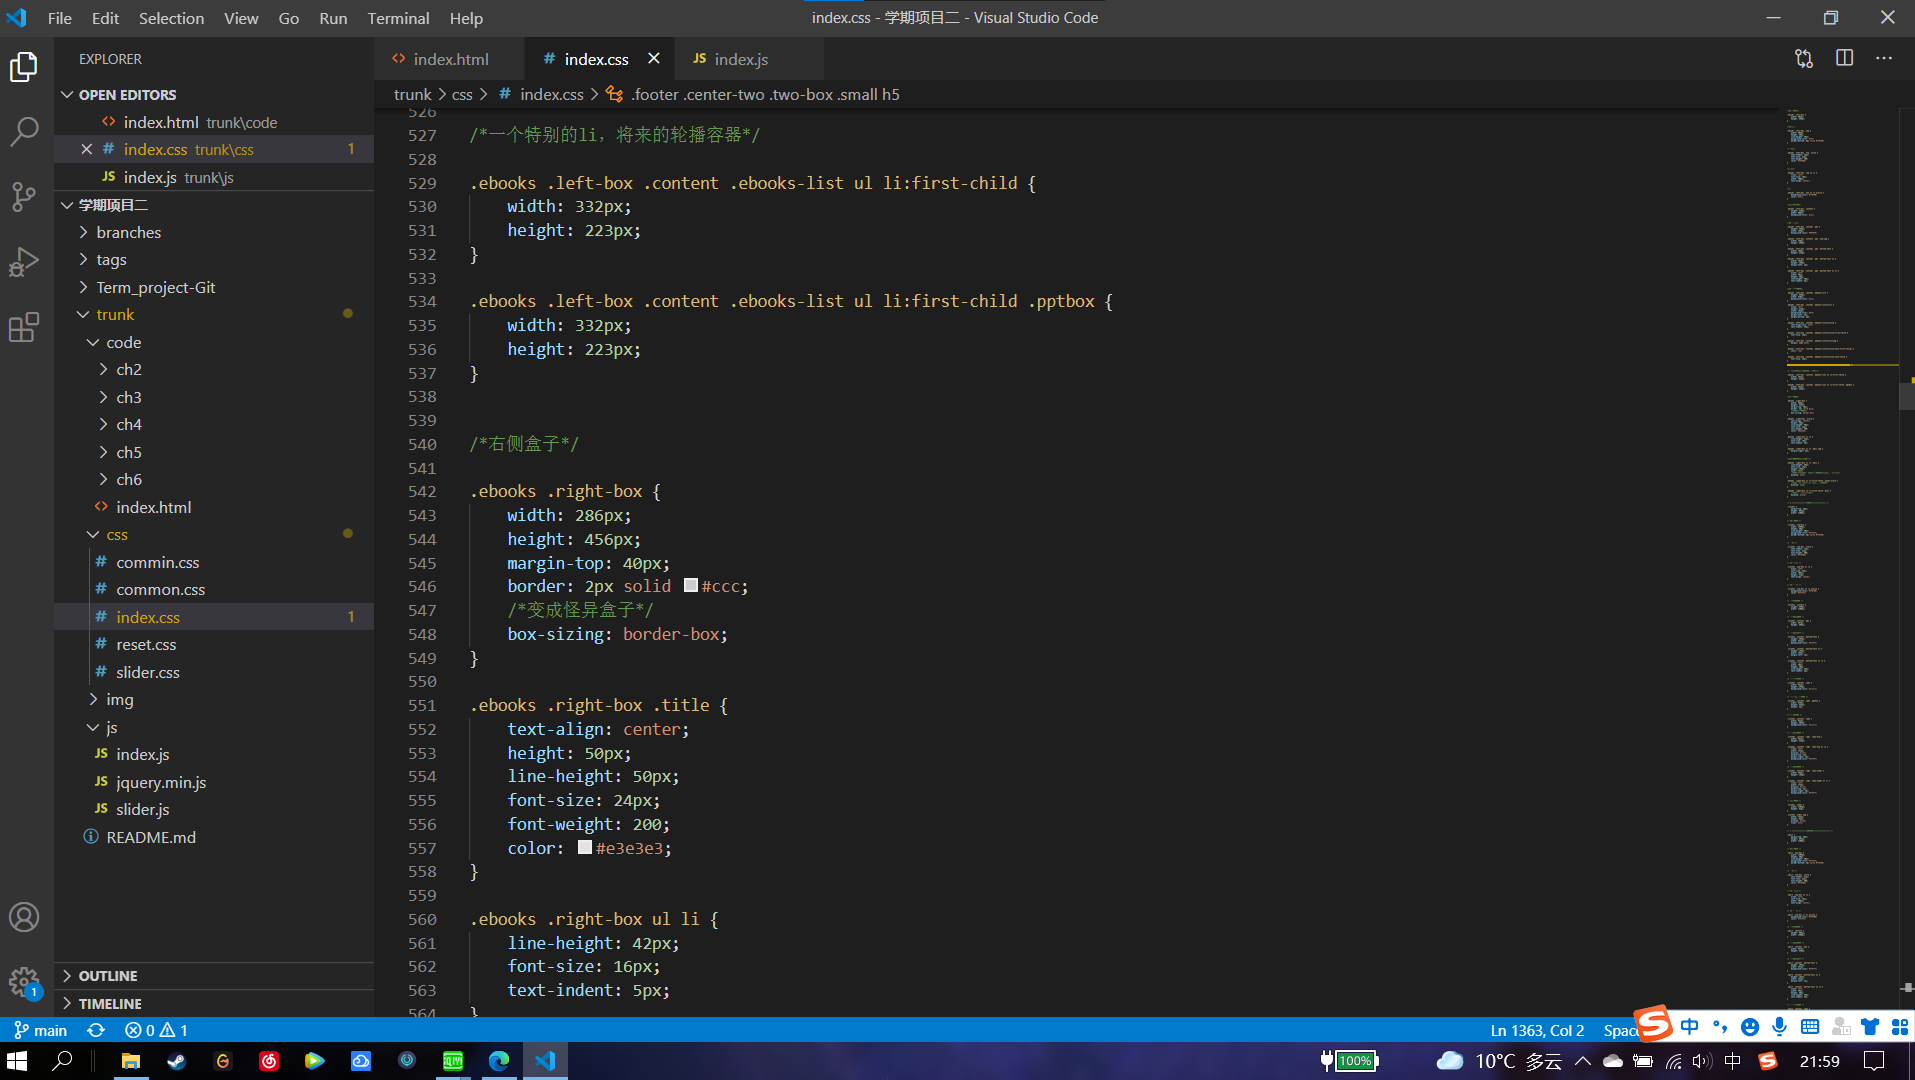 File Edit Selection View Go Run Terminal Help
index.css - 学期项目二 - Visual Studio Code
EXPLORER
OPEN EDITORS
index.html trunk\code
index.css trunk\css 1
index.js trunk\js
学期项目二
branches
tags
Term_project-Git
trunk
code
ch2
ch3
ch4
ch5
ch6
index.html
css
commin.css
common.css
index.css 1
reset.css
slider.css
img
js
index.js
jquery.min.js
slider.js
README.md
OUTLINE
TIMELINE
index.html
index.css
index.js
trunk > css > # index.css > .footer .center-two .two-box .small h5
526
527 /*一个特别的li，将来的轮播容器*/
528
529 .ebooks .left-box .content .ebooks-list ul li:first-child {
530 width: 332px;
531 height: 223px;
532 }
533
534 .ebooks .left-box .content .ebooks-list ul li:first-child .pptbox {
535 width: 332px;
536 height: 223px;
537 }
538
539
540 /*右侧盒子*/
541
542 .ebooks .right-box {
543 width: 286px;
544 height: 456px;
545 margin-top: 40px;
546 border: 2px solid #ccc;
547 /*变成怪异盒子*/
548 box-sizing: border-box;
549 }
550
551 .ebooks .right-box .title {
552 text-align: center;
553 height: 50px;
554 line-height: 50px;
555 font-size: 24px;
556 font-weight: 200;
557 color: #e3e3e3;
558 }
559
560 .ebooks .right-box ul li {
561 line-height: 42px;
562 font-size: 16px;
563 text-indent: 5px;
564 }
1
main 0 1
Ln 1363, Col 2 Spac
中
100% 10°C 多云 中 21:59